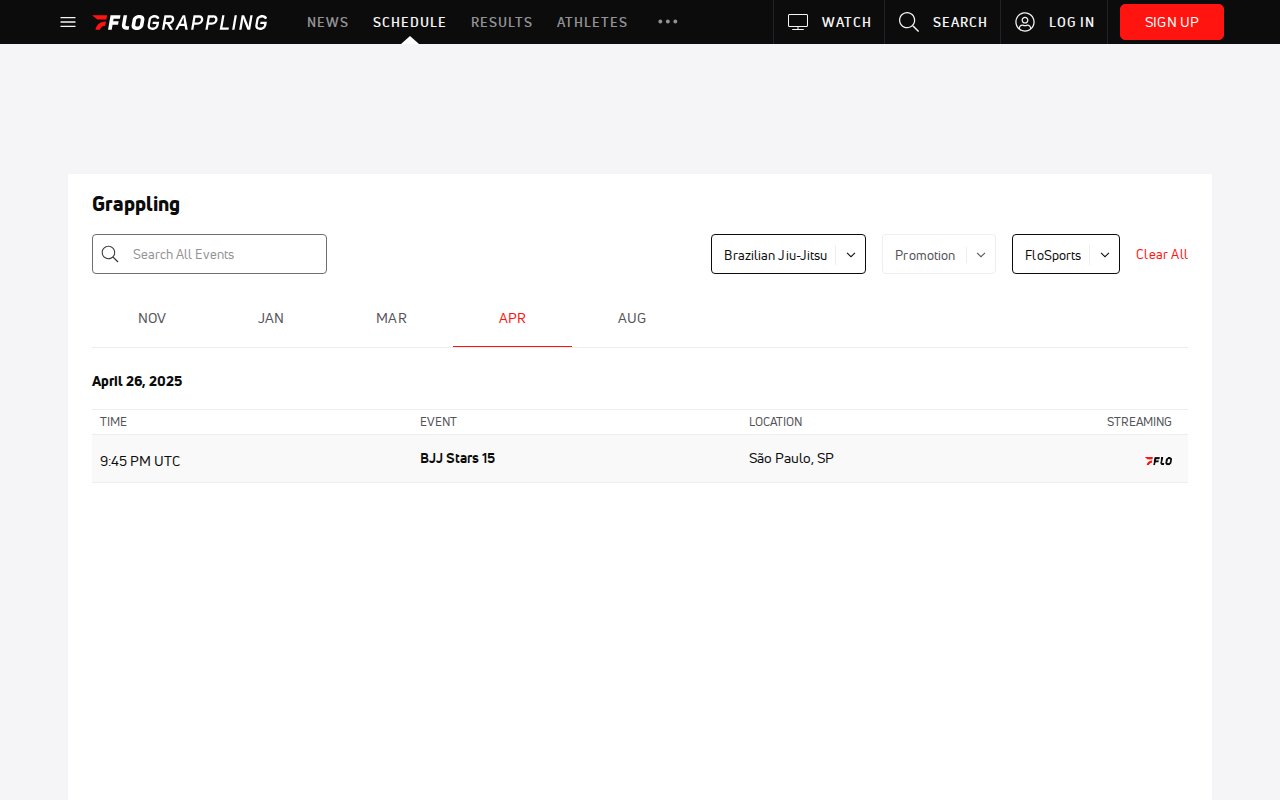 FLOGRAPPLING NEWS SCHEDULE RESULTS ATHLETES WATCH SEARCH LOG IN SIGN UP
Grappling
Search All Events Brazilian Jiu-Jitsu Promotion FloSports Clear All
NOV JAN MAR APR AUG
April 26, 2025
TIME EVENT LOCATION STREAMING
9:45 PM UTC BJJ Stars 15 São Paulo, SP FLO